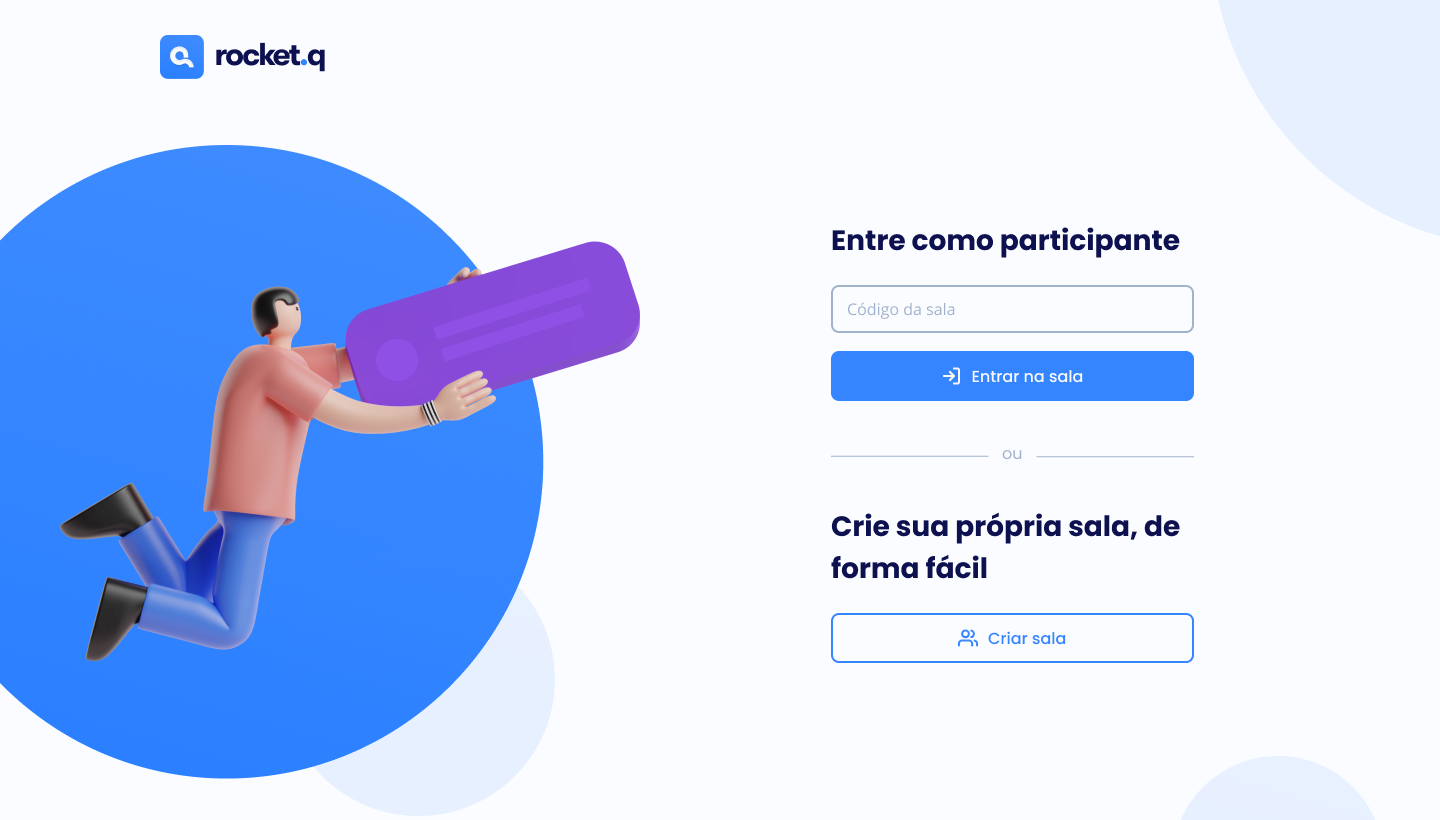 rocket.q
Entre como participante
Código da sala
Entrar na sala
ou
Crie sua própria sala, de
forma fácil
Criar sala